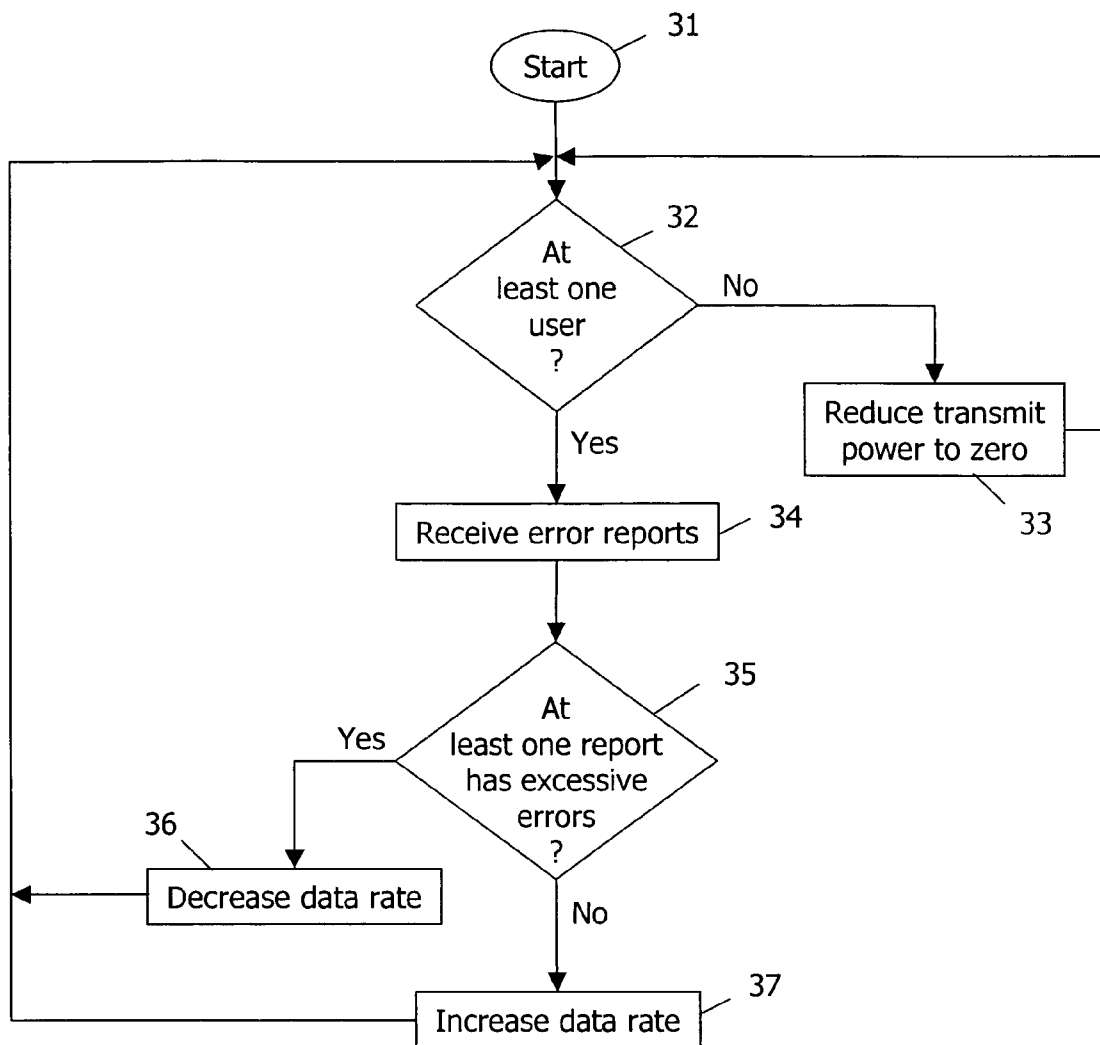 31
Start
32
At
least one
user
?
No
Yes
Reduce transmit
power to zero
33
Receive error reports
34
35
At
least one report
has excessive
errors
?
Yes
36
Decrease data rate
No
37
Increase data rate